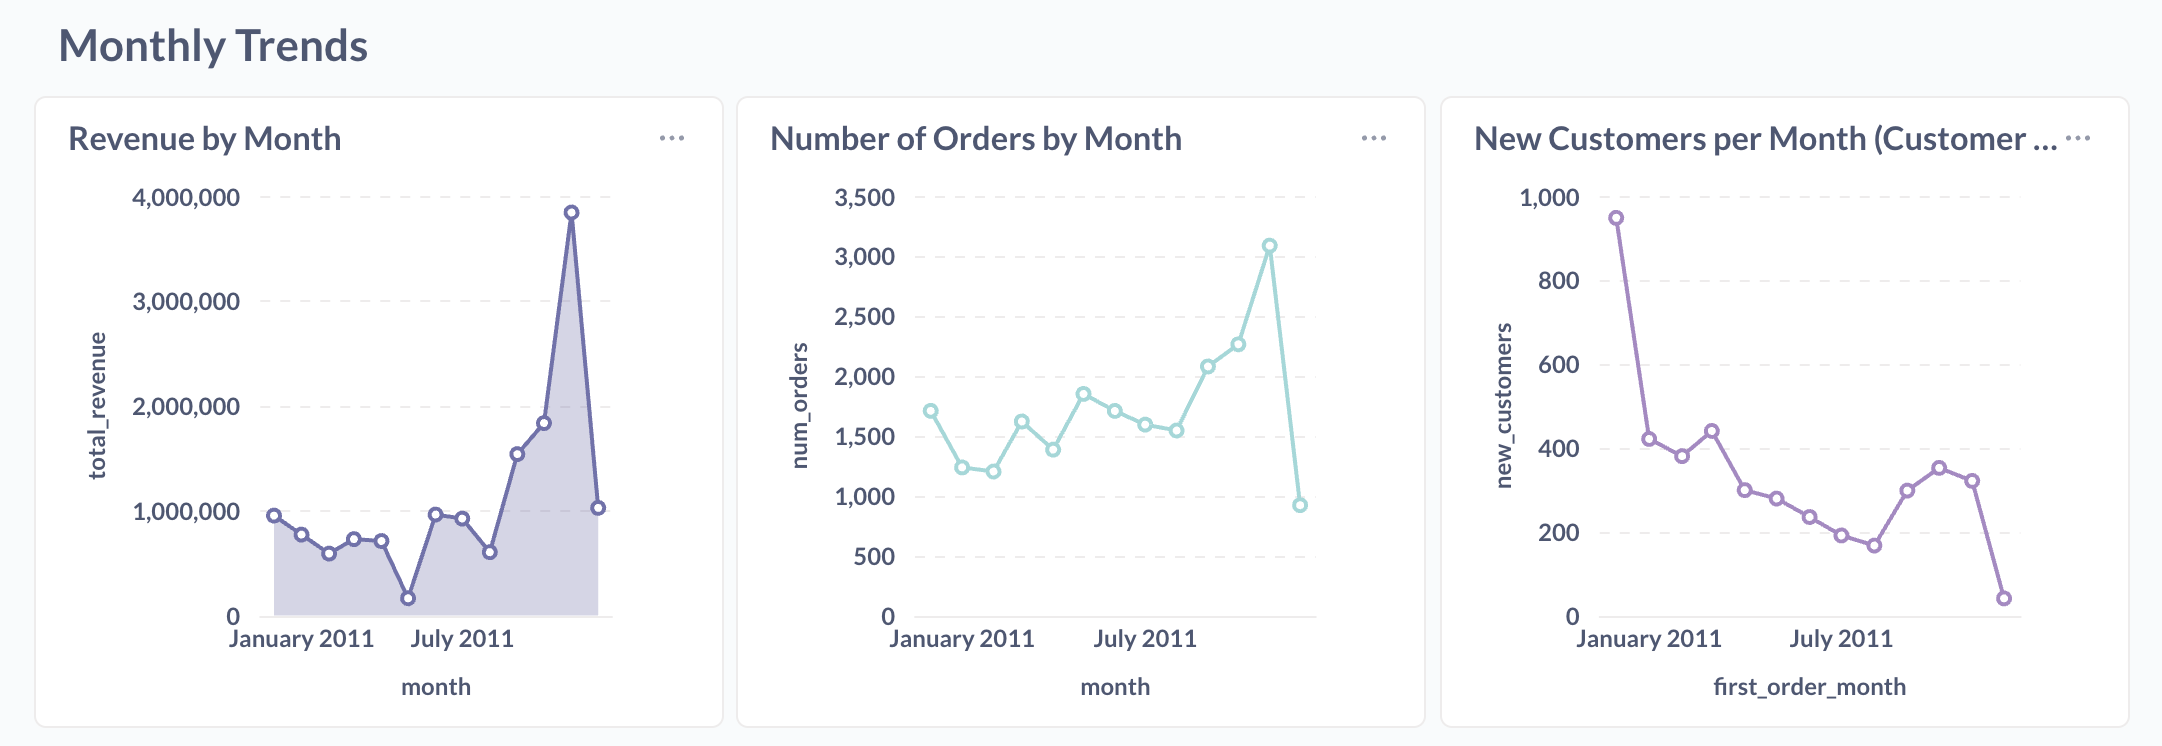 Monthly Trends
Revenue by Month
4,000,000
3,000,000
2,000,000
1,000,000
0
total_revenue
January 2011
July 2011
month
Number of Orders by Month
3,500
3,000
2,500
2,000
1,500
1,000
500
0
num_orders
January 2011
July 2011
month
New Customers per Month (Customer ...
1,000
800
600
400
200
0
new_customers
January 2011
July 2011
first_order_month